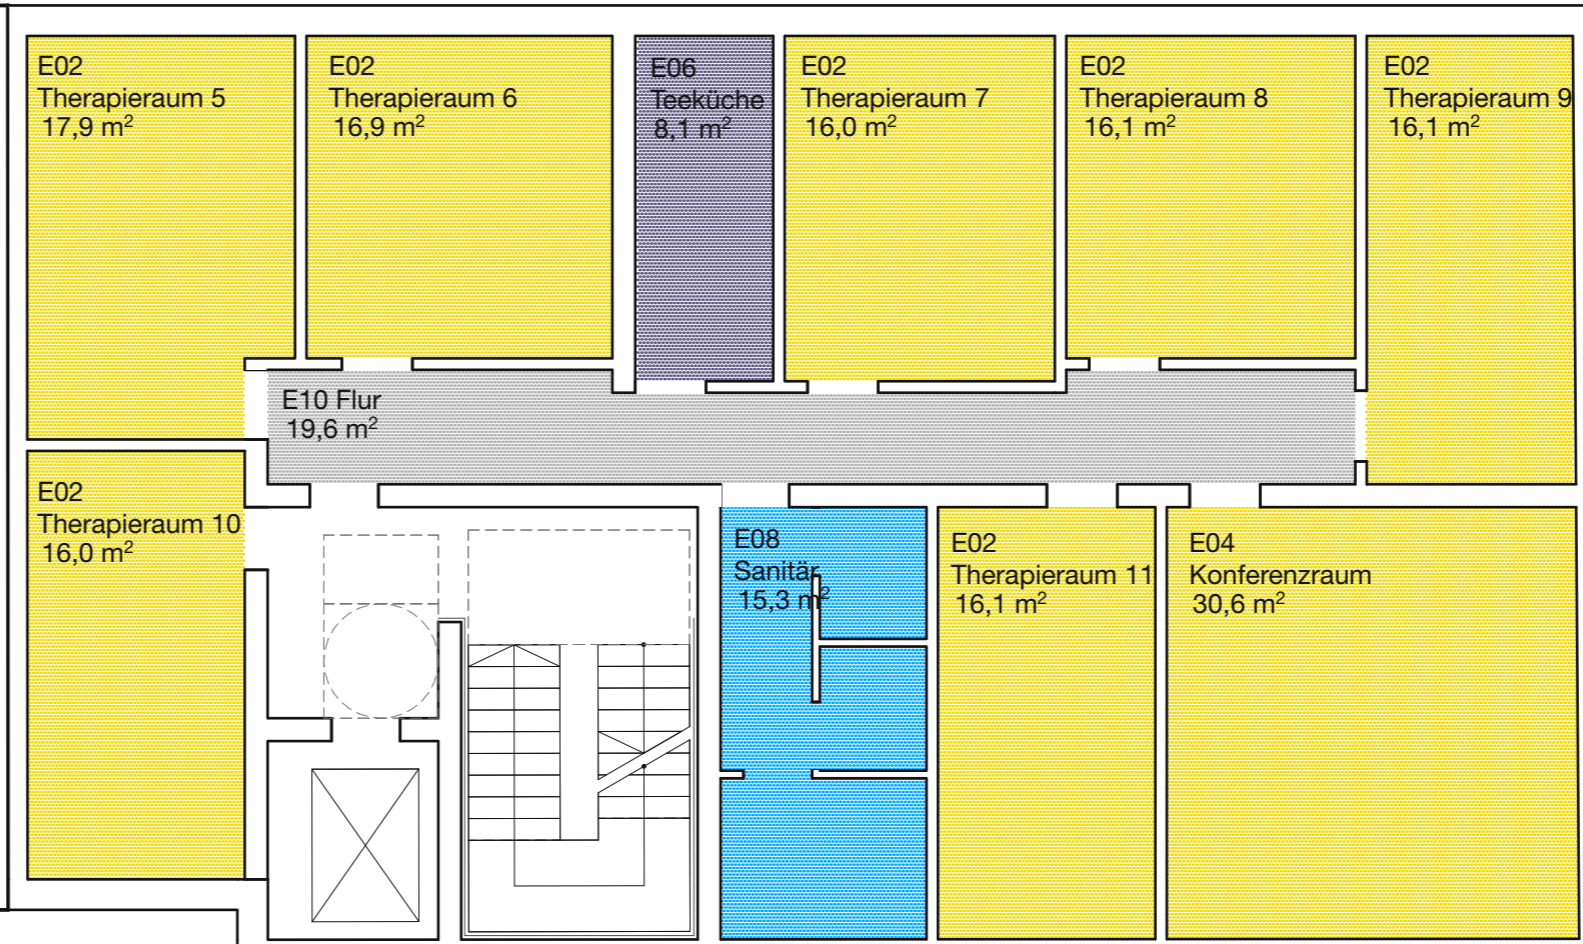 E02
Therapieraum 5
17,9 m²
E02
Therapieraum 6
16,9 m²
E06
Teeküche
8,1 m²
E02
Therapieraum 7
16,0 m²
E02
Therapieraum 8
16,1 m²
E02
Therapieraum 9
16,1 m²
E10 Flur
19,6 m²
E02
Therapieraum 10
16,0 m²
E08
Sanitär
15,3 m²
E02
Therapieraum 11
16,1 m²
E04
Konferenzraum
30,6 m²